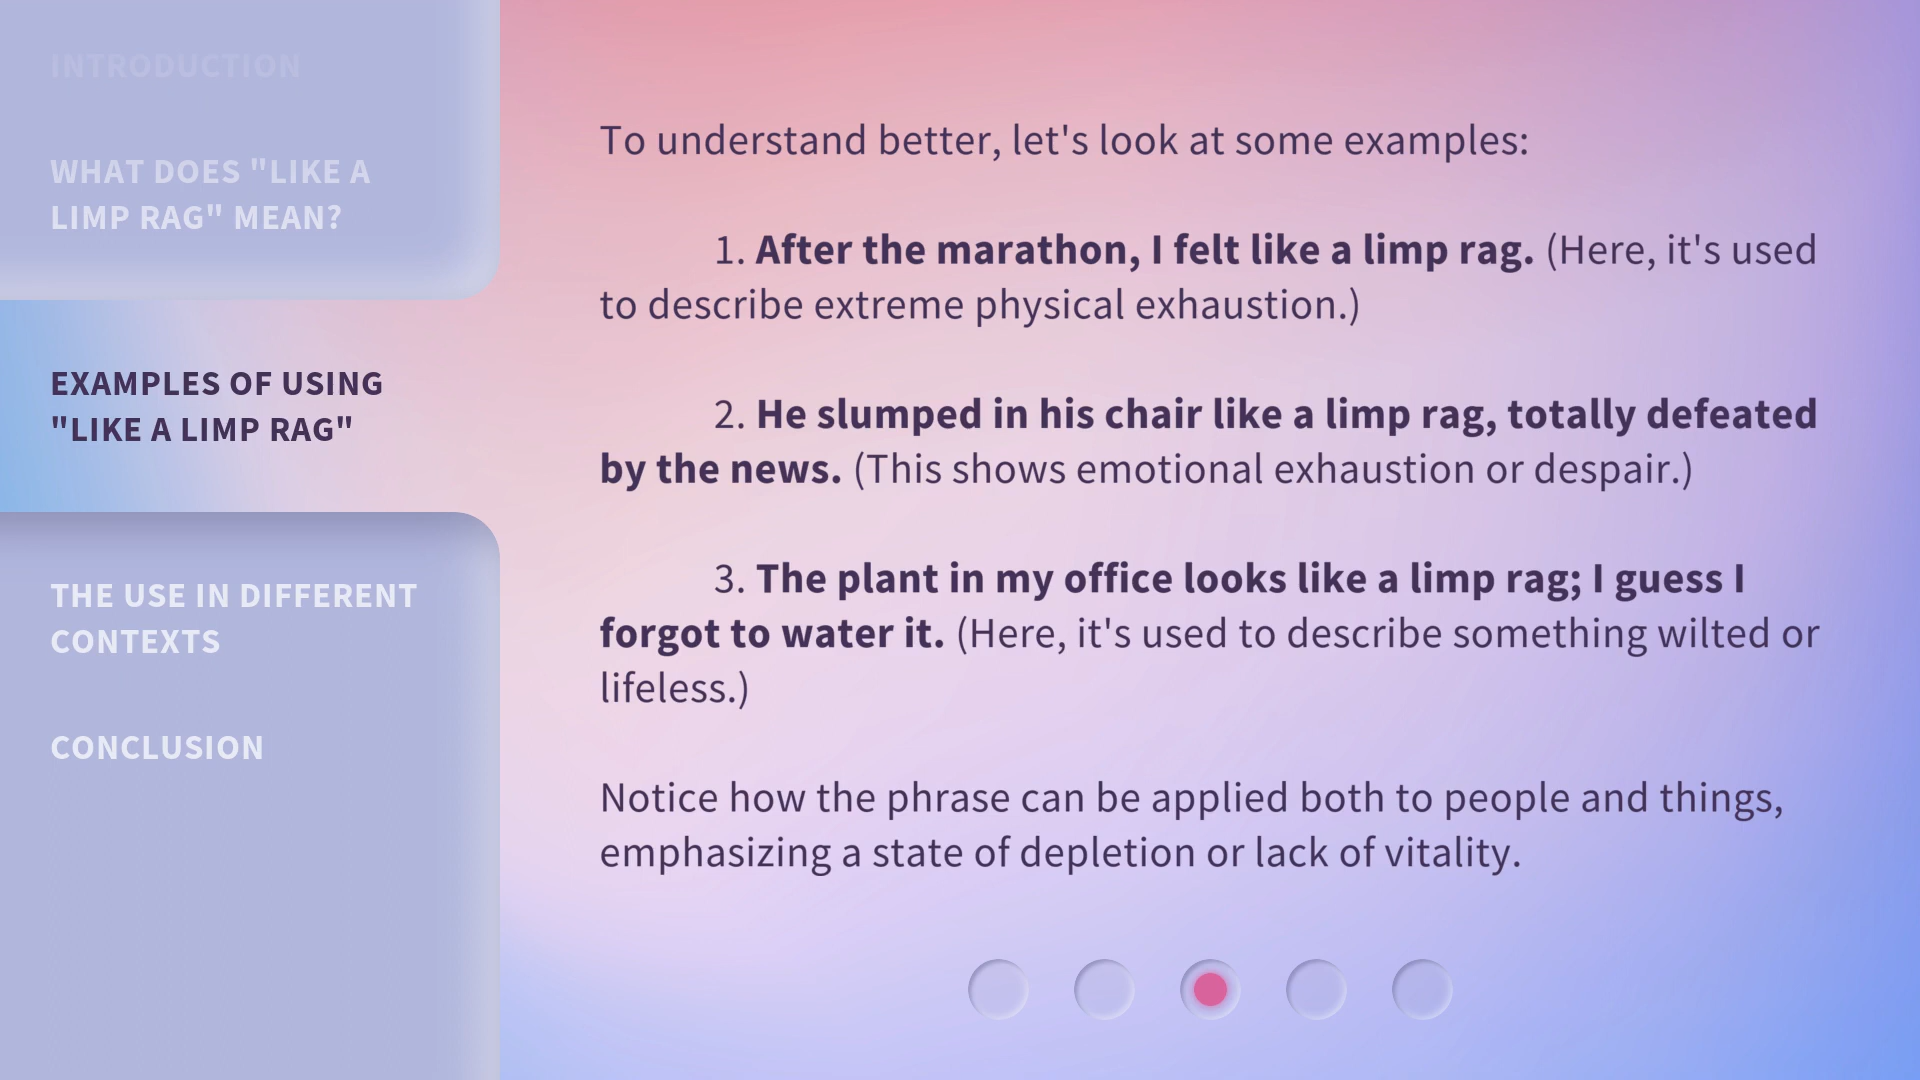 INTRODUCTION
WHAT DOES "LIKE A
LIMP RAG" MEAN?
EXAMPLES OF USING
"LIKE A LIMP RAG"
THE USE IN DIFFERENT
CONTEXTS
CONCLUSION
To understand better, let's look at some examples:
1. After the marathon, I felt like a limp rag. (Here, it's used
to describe extreme physical exhaustion.)
2. He slumped in his chair like a limp rag, totally defeated
by the news. (This shows emotional exhaustion or despair.)
3. The plant in my office looks like a limp rag; I guess I
forgot to water it. (Here, it's used to describe something wilted or
lifeless.)
Notice how the phrase can be applied both to people and things,
emphasizing a state of depletion or lack of vitality.